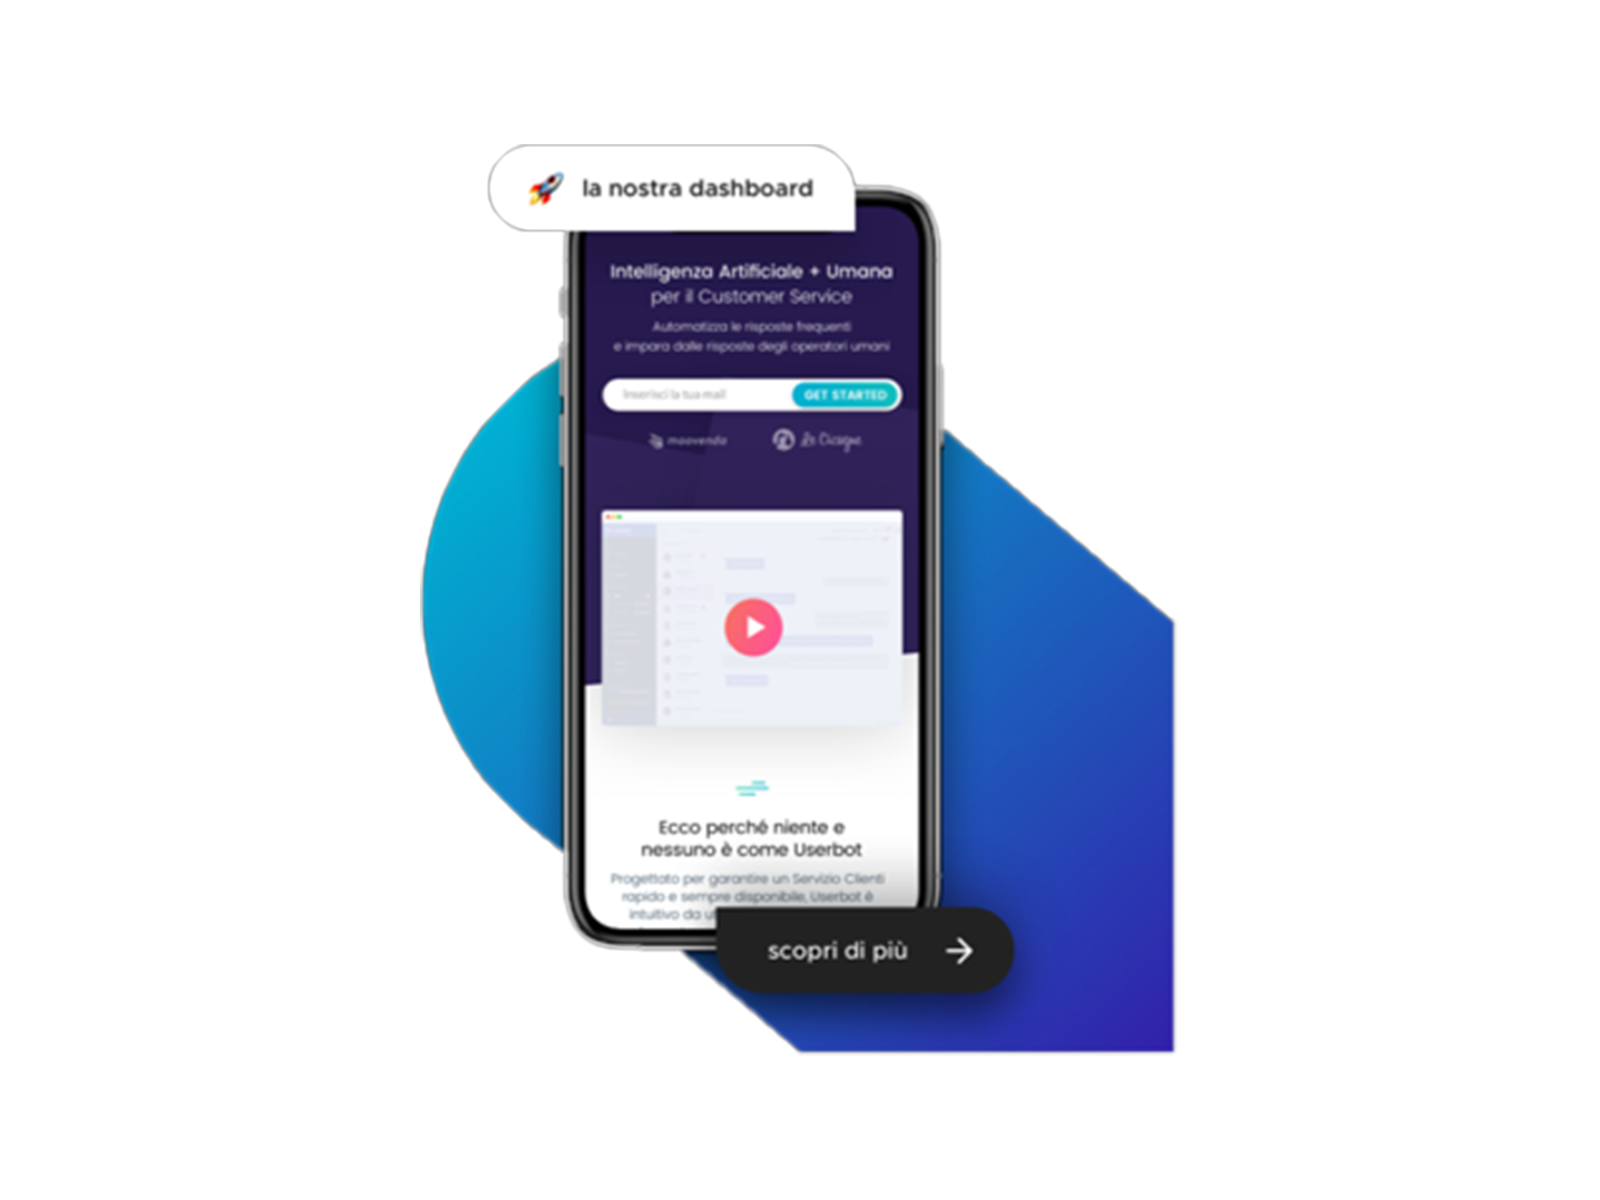 la nostra dashboard
Intelligenza Artificiale + Umana
per il Customer Service
Automatizza le risposte frequenti
e impara dalle risposte degli operatori umani
Inserisci la tua mail GET STARTED
moovenda Le Cicogne
Ecco perché niente e
nessuno è come Userbot
Progettato per garantire un Servizio Clienti
rapido e sempre disponibile, Userbot è
intuitivo da
scopri di più